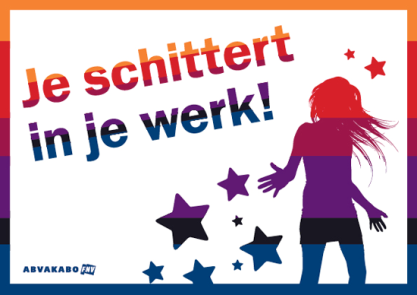 Je schittert
in je werk!
ABVAKABO FNV